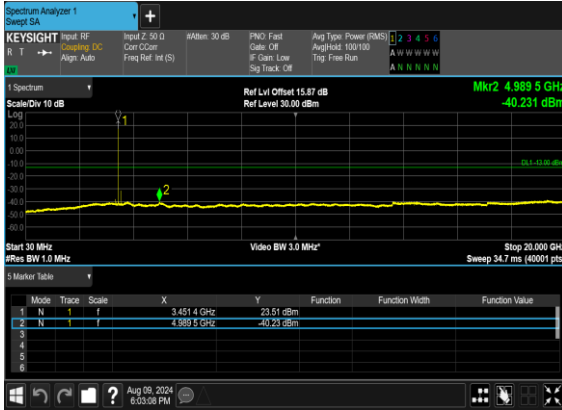 Spectrum Analyzer 1
Swept SA
+
KEYSIGHT Input: RF Input Z: 50 Ω #Atten: 30 dB PNO: Fast Avg Type: Power (RMS) 1 2 3 4 5 6
R T Coupling: DC Corr CCorr Gate: Off Avg|Hold: 100/100 A W W W W W
Align: Auto Freq Ref: Int (S) IF Gain: Low Trig: Free Run
LXI Sig Track: Off A N N N N N
1 Spectrum Ref Lvl Offset 15.87 dB Mkr2 4.989 5 GHz
Scale/Div 10 dB Ref Level 30.00 dBm -40.231 dBm
Log
20.0
10.0
0.00
-10.0
-20.0
-30.0
-40.0
-50.0
-60.0
1
DL1 -13.00 dBm
2
Start 30 MHz Video BW 3.0 MHz* Stop 20.000 GHz
#Res BW 1.0 MHz Sweep 34.7 ms (40001 pts)
5 Marker Table
Mode Trace Scale X Y Function Function Width Function Value
1 N 1 f 3.451 4 GHz 23.51 dBm
2 N 1 f 4.989 5 GHz -40.23 dBm
3
4
5
6
? Aug 09, 2024
6:03:08 PM